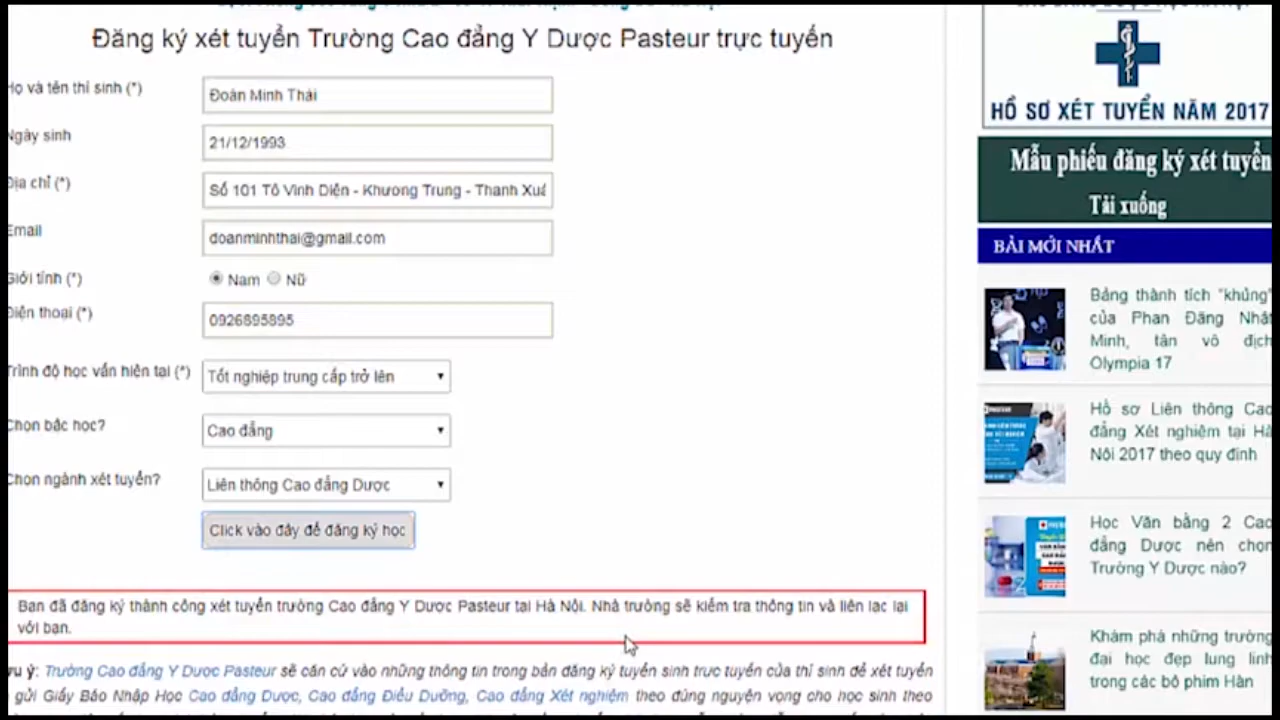 Đăng ký xét tuyển Trường Cao đẳng Y Dược Pasteur trực tuyến
Họ và tên thí sinh (*)
Đoàn Minh Thái
Ngày sinh
21/12/1993
Địa chỉ (*)
Số 101 Tô Vĩnh Diện - Khương Trung - Thanh Xuâ
Email
doanminhthai@gmail.com
Giới tính (*)
Nam Nữ
Điện thoại (*)
0926895895
Trình độ học vấn hiện tại (*)
Tốt nghiệp trung cấp trở lên
Chọn bậc học?
Cao đẳng
Chọn ngành xét tuyển?
Liên thông Cao đẳng Dược
Click vào đây để đăng ký học
Bạn đã đăng ký thành công xét tuyển trường Cao đẳng Y Dược Pasteur tại Hà Nội. Nhà trường sẽ kiểm tra thông tin và liên lạc lại
với bạn.
ưu ý: Trường Cao đẳng Y Dược Pasteur sẽ căn cứ vào những thông tin trong bản đăng ký tuyển sinh trực tuyến của thí sinh để xét tuyển
gửi Giấy Báo Nhập Học Cao đẳng Dược, Cao đẳng Điều Dưỡng, Cao đẳng Xét nghiệm theo đúng nguyện vọng cho học sinh theo
HỒ SƠ XÉT TUYỂN NĂM 2017
Mẫu phiếu đăng ký xét tuyển
Tải xuống
BÀI MỚI NHẤT
Bảng thành tích "khủng"
của Phan Đăng Nhật
Minh, tân vô địch
Olympia 17
Hồ sơ Liên thông Cao
đẳng Xét nghiệm tại Hà
Nội 2017 theo quy định
Học Văn bằng 2 Cao
đẳng Dược nên chọn
Trường Y Dược nào?
Khám phá những trường
đại học đẹp lung linh
trong các bộ phim Hàn